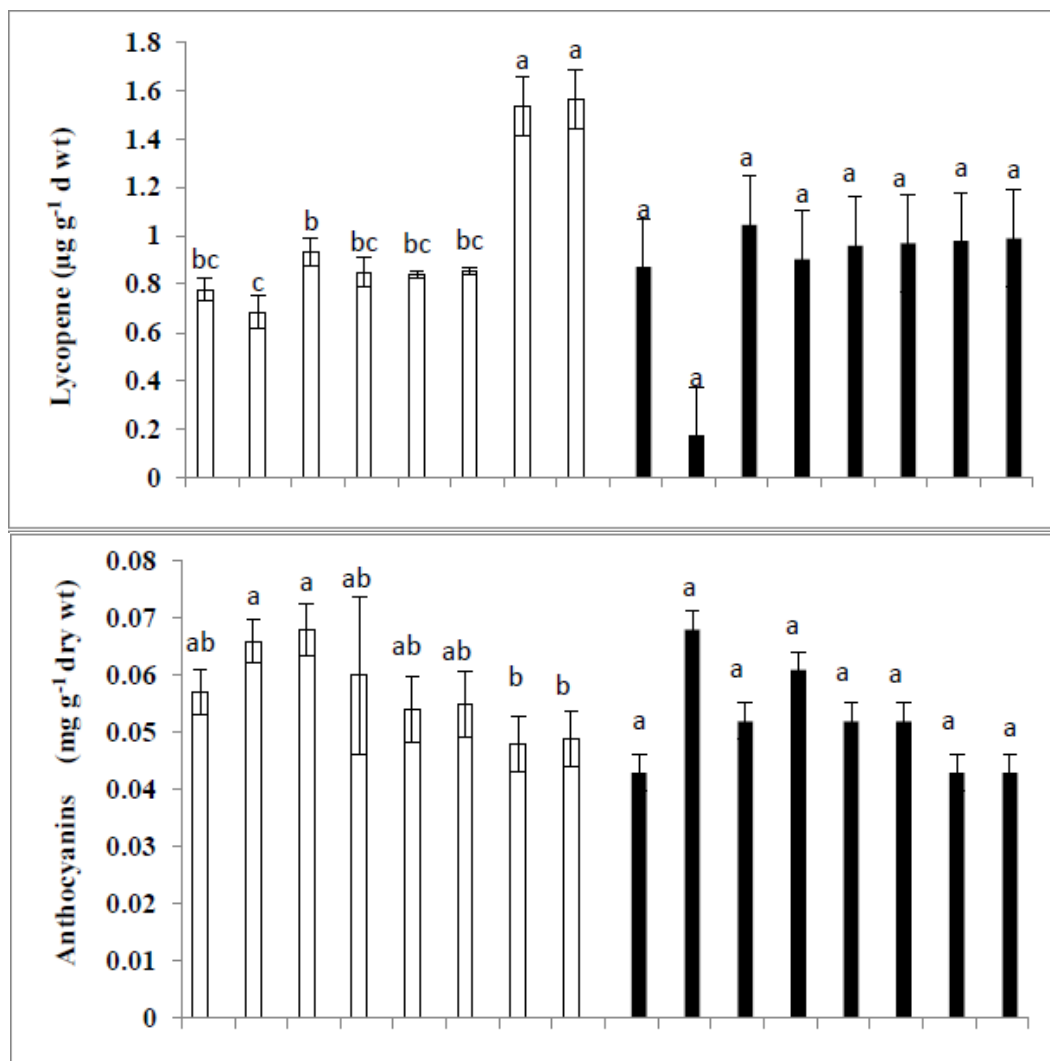 Lycopene (µg g⁻¹ d wt)
1.8
1.6
1.4
1.2
1
0.8
0.6
0.4
0.2
0
bc
c
b
bc
bc
bc
a
a
a
a
a
a
a
a
a
a
Anthocyanins (mg g⁻¹ dry wt)
0.08
0.07
0.06
0.05
0.04
0.03
0.02
0.01
0
ab
a
a
ab
ab
ab
b
b
a
a
a
a
a
a
a
a